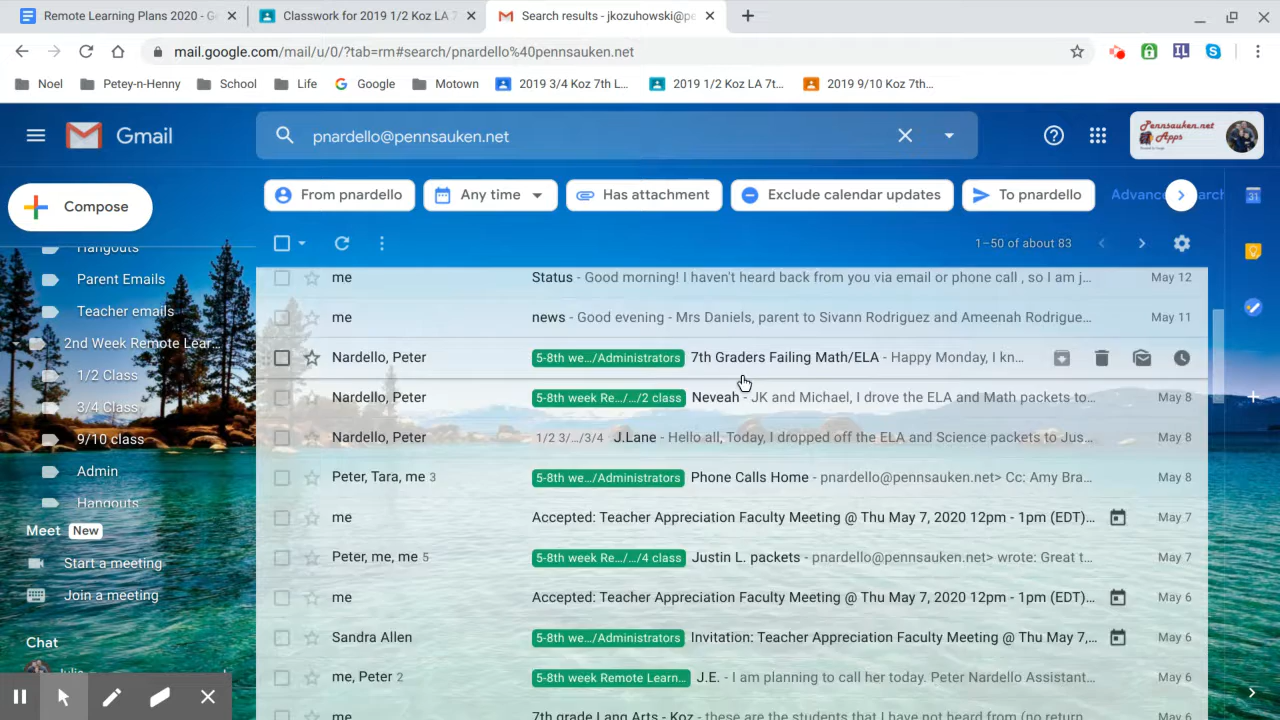 Remote Learning Plans 2020 - G
Classwork for 2019 1/2 Koz LA 7
Search results - jkozuhowski@pe
mail.google.com/mail/u/0/?tab=rm#search/pnardello%40pennsauken.net
Noel Petey-n-Henny School Life Google Motown 2019 3/4 Koz 7th L... 2019 1/2 Koz LA 7t... 2019 9/10 Koz 7th...
Gmail
pnardello@pennsauken.net
Pennsauken.net Apps
Compose
From pnardello Any time Has attachment Exclude calendar updates To pnardello
1–50 of about 83
Hangouts
Parent Emails
Teacher emails
2nd Week Remote Lear...
1/2 Class
3/4 Class
9/10 class
Admin
Hangouts
Meet New
Start a meeting
Join a meeting
Chat
me Status - Good morning! I haven't heard back from you via email or phone call , so I am j... May 12
me news - Good evening - Mrs Daniels, parent to Sivann Rodriguez and Ameenah Rodrigue... May 11
Nardello, Peter 5-8th we.../Administrators 7th Graders Failing Math/ELA - Happy Monday, I kn...
Nardello, Peter 5-8th week Re.../.../2 class Neveah - JK and Michael, I drove the ELA and Math packets to... May 8
Nardello, Peter 1/2 3/.../3/4 J.Lane - Hello all, Today, I dropped off the ELA and Science packets to Jus... May 8
Peter, Tara, me 3 5-8th we.../Administrators Phone Calls Home - pnardello@pennsauken.net> Cc: Amy Bra... May 8
me Accepted: Teacher Appreciation Faculty Meeting @ Thu May 7, 2020 12pm - 1pm (EDT)... May 7
Peter, me, me 5 5-8th week Re.../.../4 class Justin L. packets - pnardello@pennsauken.net> wrote: Great t... May 7
me Accepted: Teacher Appreciation Faculty Meeting @ Thu May 7, 2020 12pm - 1pm (EDT)... May 6
Sandra Allen 5-8th we.../Administrators Invitation: Teacher Appreciation Faculty Meeting @ Thu May 7,... May 6
me, Peter 2 5-8th week Remote Learn... J.E. - I am planning to call her today. Peter Nardello Assistant... May 6
me 7th grade Lang Arts - Koz - these are the students that I have not heard from (no return